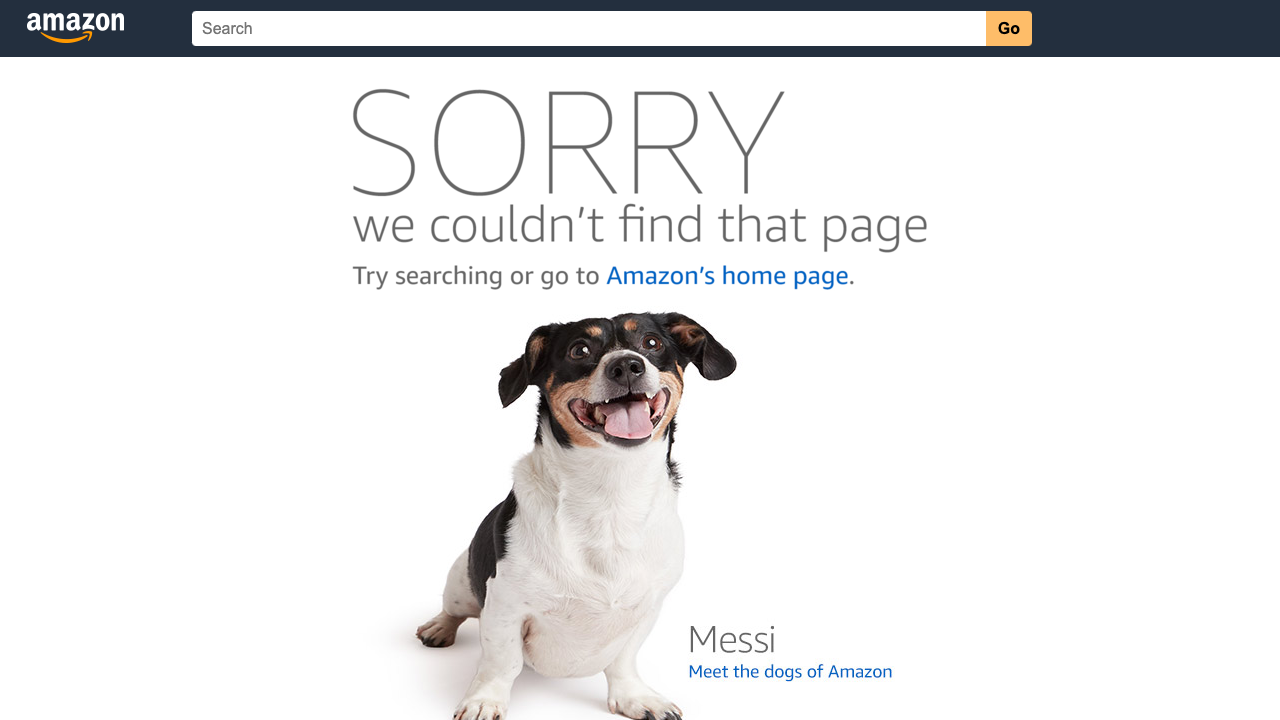 amazon
Search
Go
SORRY
we couldn't find that page
Try searching or go to Amazon's home page.
Messi
Meet the dogs of Amazon